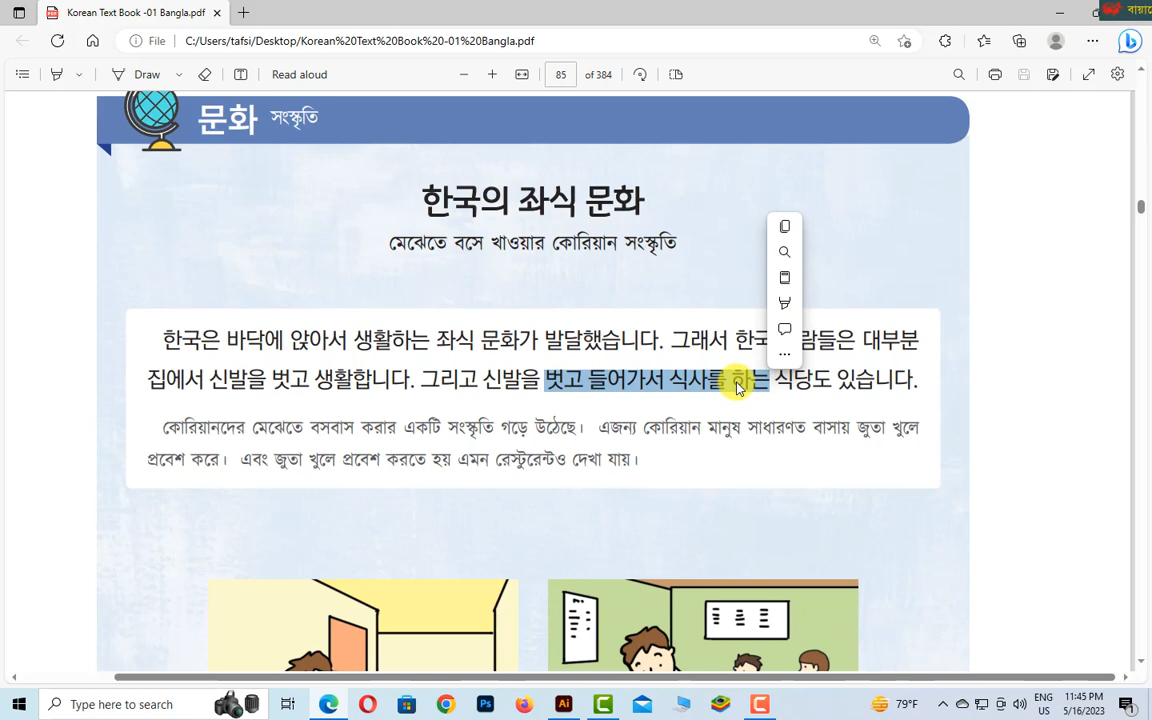 Korean Text Book -01 Bangla.pdf
বায়ান্ন
File C:/Users/tafsi/Desktop/Korean%20Text%20Book%20-01%20Bangla.pdf
Draw
Read aloud
85 of 384
문화 সংস্কৃতি
한국의 좌식 문화
মেঝেতে বসে খাওয়ার কোরিয়ান সংস্কৃতি
한국은 바닥에 앉아서 생활하는 좌식 문화가 발달했습니다. 그래서 한국 람들은 대부분
집에서 신발을 벗고 생활합니다. 그리고 신발을 벗고 들어가서 식사를 하는 식당도 있습니다.
কোরিয়ানদের মেঝেতে বসবাস করার একটি সংস্কৃতি গড়ে উঠেছে। এজন্য কোরিয়ান মানুষ সাধারণত বাসায় জুতা খুলে
প্রবেশ করে। এবং জুতা খুলে প্রবেশ করতে হয় এমন রেস্টুরেন্টও দেখা যায়।
Type here to search
79°F
ENG
US
11:45 PM
5/16/2023